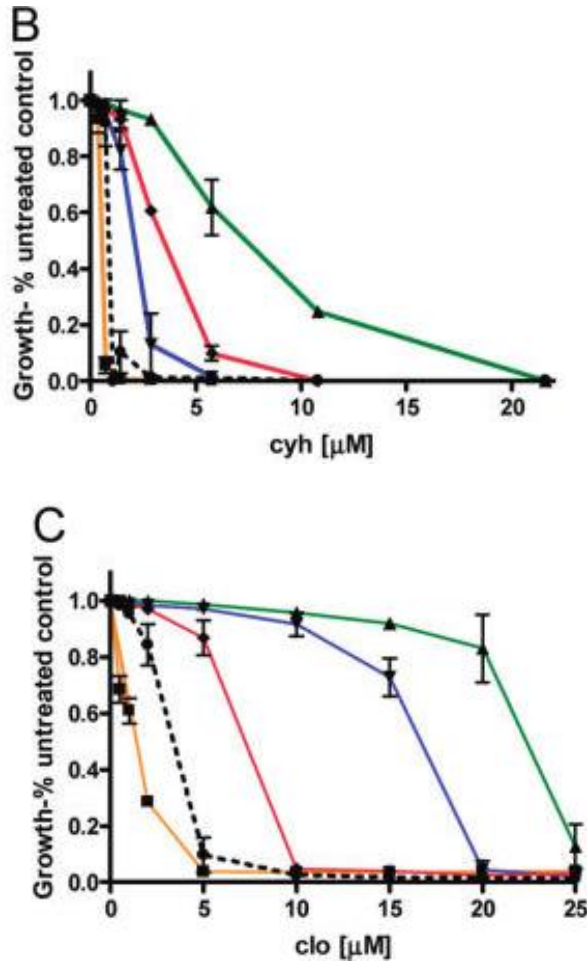 B
Growth- % untreated control
1.0
0.8
0.6
0.4
0.2
0.0
0 5 10 15 20
cyh [μM]
C
Growth-% untreated control
1.0
0.8
0.6
0.4
0.2
0.0
0 5 10 15 20 25
clo [μM]